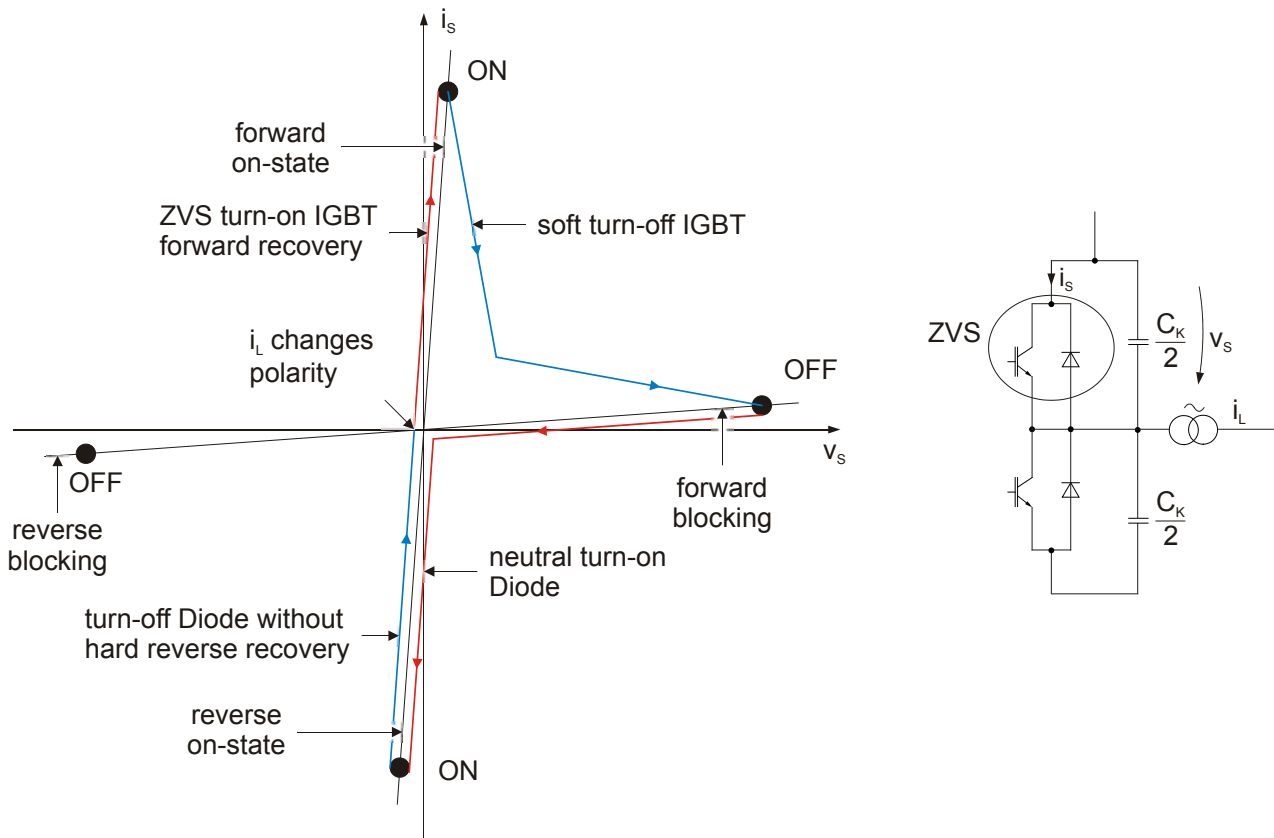 i_S
ON
forward
on-state
ZVS turn-on IGBT
forward recovery
soft turn-off IGBT
i_L changes
polarity
OFF
v_S
OFF
reverse
blocking
forward
blocking
neutral turn-on
Diode
turn-off Diode without
hard reverse recovery
reverse
on-state
ON
i_S
ZVS
C_K
2
v_S
~
i_L
C_K
2